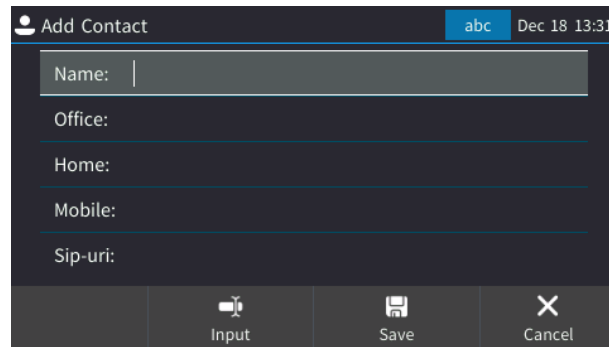 Add Contact abc Dec 18 13:31
Name:
Office:
Home:
Mobile:
Sip-uri:
Input Save Cancel